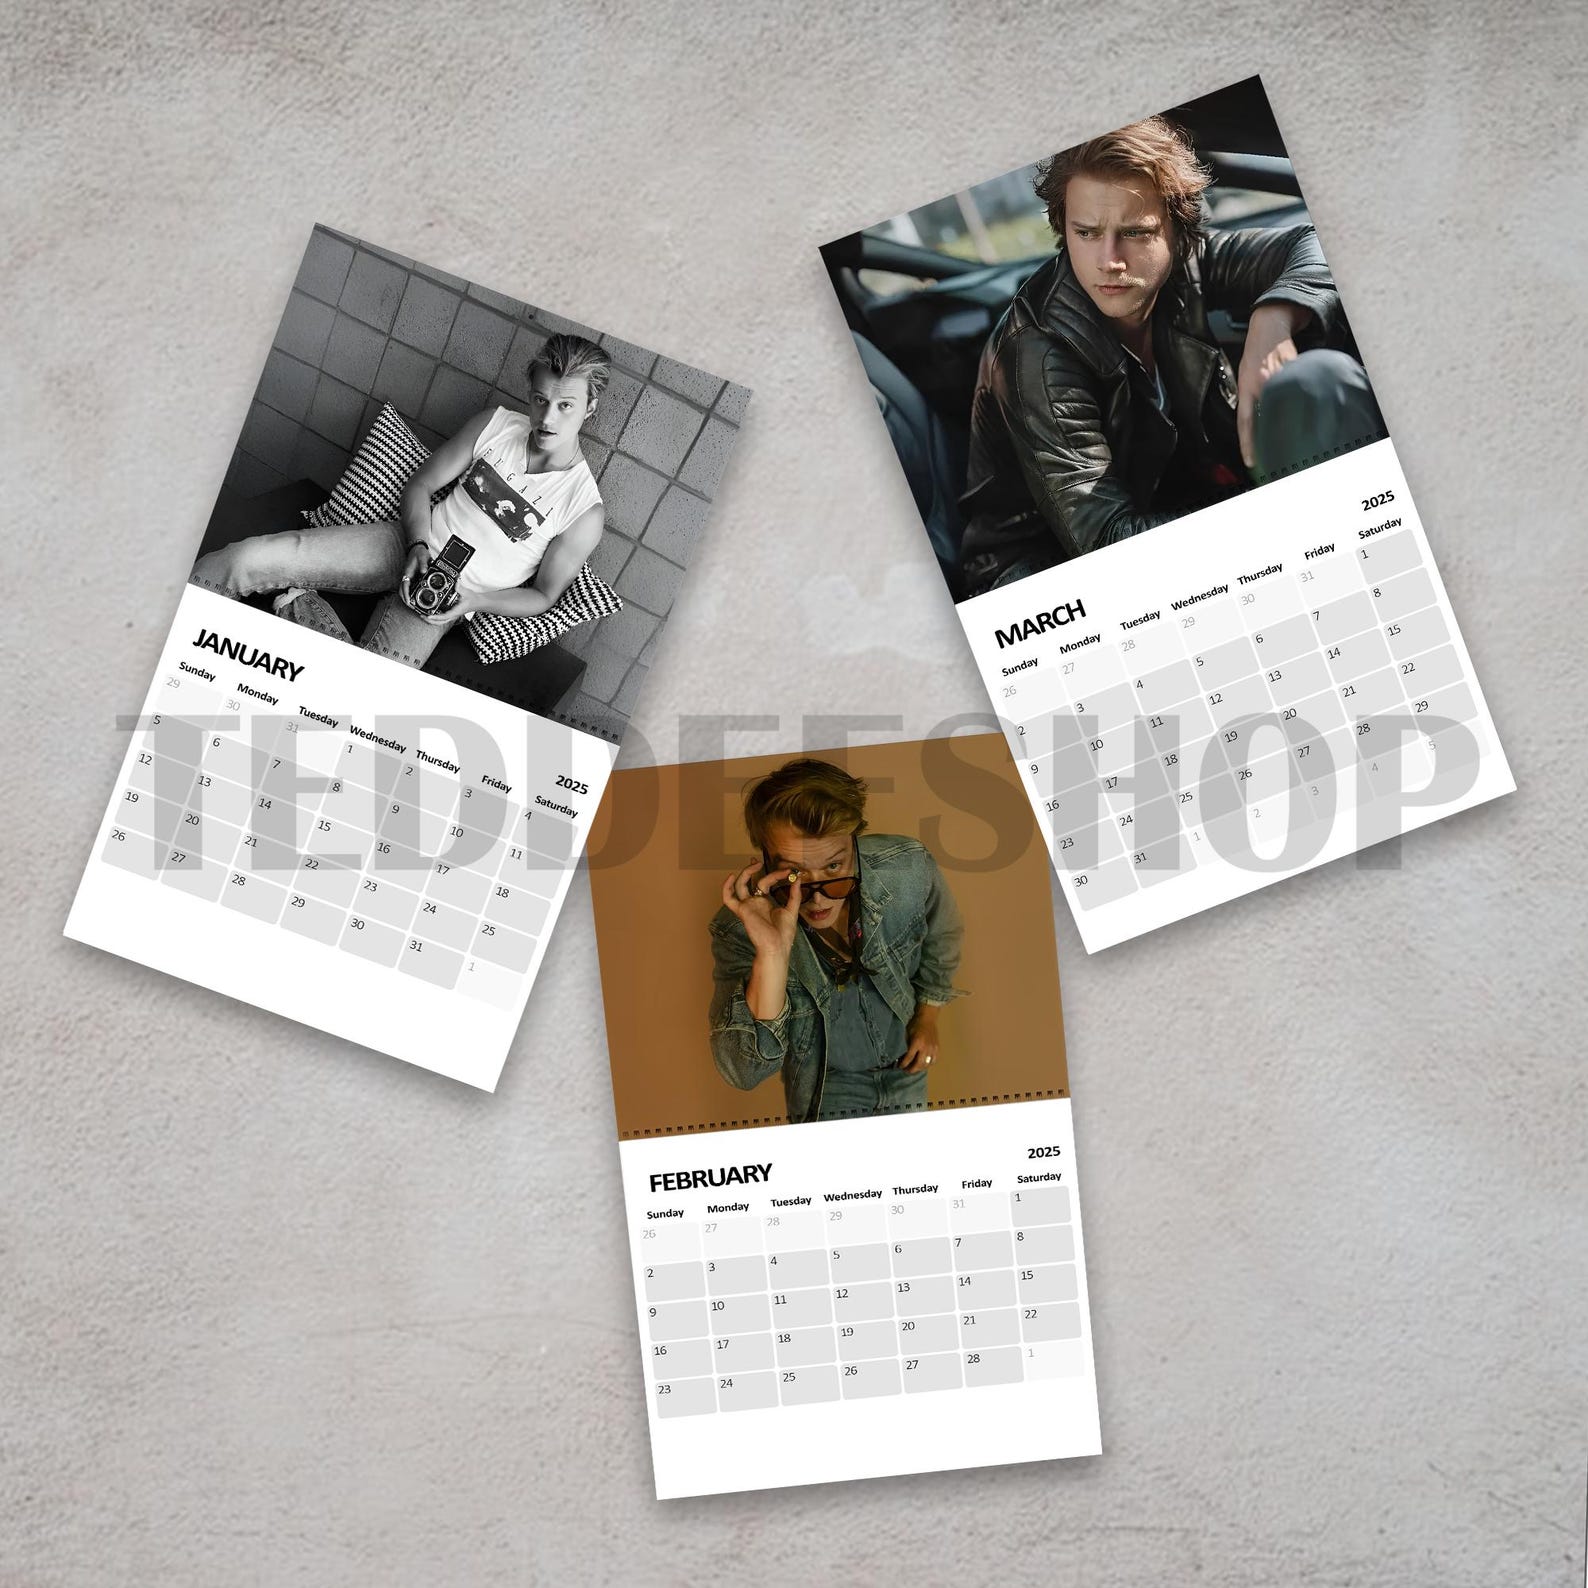 JANUARY
2025
Sunday Monday Tuesday Wednesday Thursday Friday Saturday
29 30 31 1 2 3 4
5 6 7 8 9 10 11
12 13 14 15 16 17 18
19 20 21 22 23 24 25
26 27 28 29 30 31 1
MARCH
2025
Sunday Monday Tuesday Wednesday Thursday Friday Saturday
26 27 28 29 30 31 1
2 3 4 5 6 7 8
9 10 11 12 13 14 15
16 17 18 19 20 21 22
23 24 25 26 27 28 29
30 31 1 2 3 4 5
TEDDEESHOP
FEBRUARY
2025
Sunday Monday Tuesday Wednesday Thursday Friday Saturday
26 27 28 29 30 31 1
2 3 4 5 6 7 8
9 10 11 12 13 14 15
16 17 18 19 20 21 22
23 24 25 26 27 28 1